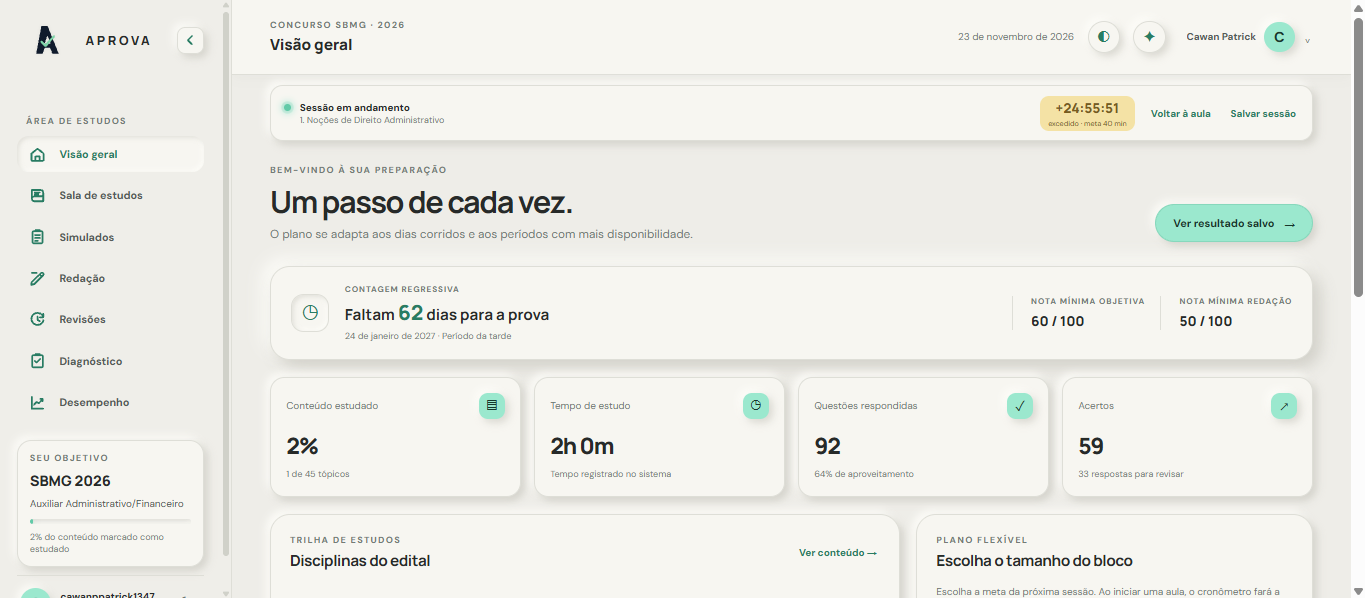 APROVA
ÁREA DE ESTUDOS
Visão geral
Sala de estudos
Simulados
Redação
Revisões
Diagnóstico
Desempenho
SEU OBJETIVO
SBMG 2026
Auxiliar Administrativo/Financeiro
2% do conteúdo marcado como
estudado
cawannpatrick1347
CONCURSO SBMG · 2026
Visão geral
23 de novembro de 2026
Cawan Patrick
C
Sessão em andamento
1. Noções de Direito Administrativo
+24:55:51
excedido · meta 40 min
Voltar à aula
Salvar sessão
BEM-VINDO À SUA PREPARAÇÃO
Um passo de cada vez.
O plano se adapta aos dias corridos e aos períodos com mais disponibilidade.
Ver resultado salvo →
CONTAGEM REGRESSIVA
Faltam 62 dias para a prova
24 de janeiro de 2027 · Período da tarde
NOTA MÍNIMA OBJETIVA
60 / 100
NOTA MÍNIMA REDAÇÃO
50 / 100
Conteúdo estudado
2%
1 de 45 tópicos
Tempo de estudo
2h 0m
Tempo registrado no sistema
Questões respondidas
92
64% de aproveitamento
Acertos
59
33 respostas para revisar
TRILHA DE ESTUDOS
Disciplinas do edital
Ver conteúdo →
PLANO FLEXÍVEL
Escolha o tamanho do bloco
Escolha a meta da próxima sessão. Ao iniciar uma aula, o cronômetro fará a